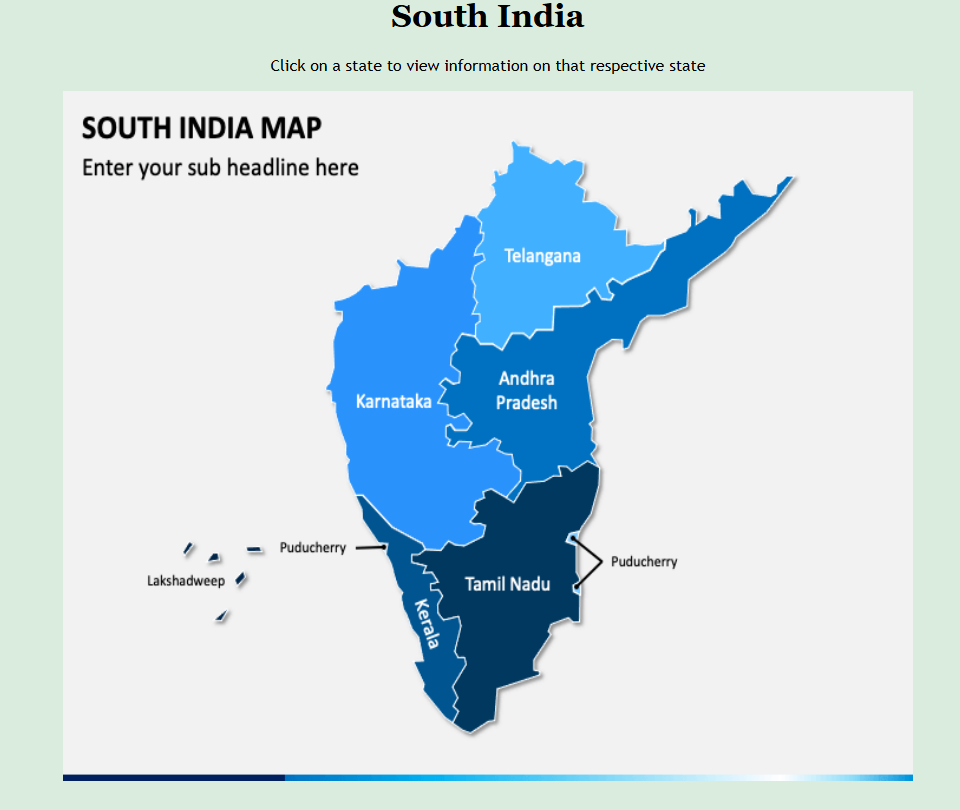 South India
Click on a state to view information on that respective state
SOUTH INDIA MAP
Enter your sub headline here
Telangana
Andhra
Pradesh
Karnataka
Puducherry
Lakshadweep
Puducherry
Tamil Nadu
Kerala